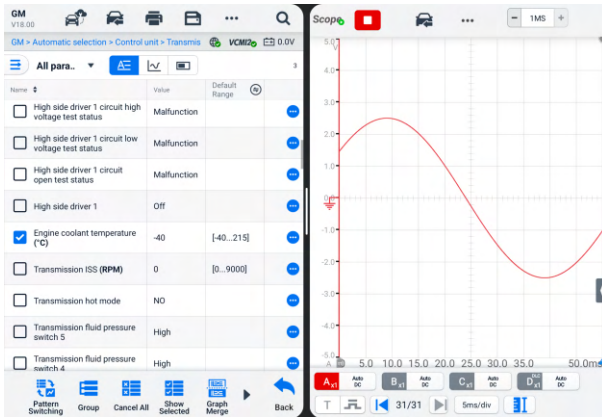 GM
V18.00
GM > Automatic selection > Control unit > Transmis
VCMI2
0.0V
All para..
3
Name
Value
Default Range
High side driver 1 circuit high voltage test status
Malfunction
High side driver 1 circuit low voltage test status
Malfunction
High side driver 1 circuit open test status
Malfunction
High side driver 1
Off
Engine coolant temperature (°C)
-40
[-40...215]
Transmission ISS (RPM)
0
[0...9000]
Transmission hot mode
NO
Transmission fluid pressure switch 5
High
Transmission fluid pressure switch 4
High
Pattern Switching
Group
Cancel All
Show Selected
Graph Merge
Back
Scope
- 1MS +
5.0
V
4.0
3.0
2.0
1.0
0.0
-1.0
-2.0
-3.0
-4.0
-5.0
A
5.0 10.0 15.0 20.0 25.0 30.0 35.0 50.0ms
A x1 Auto DC
B x1 Auto DC
C x1 Auto DC
D x1 Auto DC
T
31/31
5ms/div